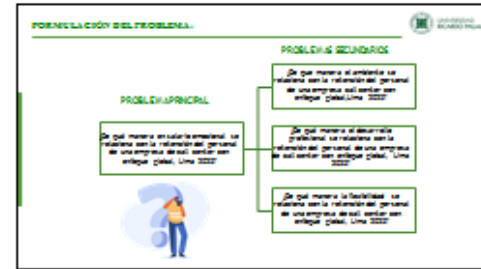 FORMULACIÓN DEL PROBLEMA:
UNIVERSIDAD
RICARDO PALMA
PROBLEMAS SECUNDARIOS
¿De qué manera el ambiente se
relaciona con la retención del personal
de una empresa de call center con
enfoque global, Lima 2022?
PROBLEMA PRINCIPAL
¿De qué manera en salario emocional se
relaciona con la retención del personal
de una empresa de call center con
enfoque global, Lima 2022?
¿De qué manera el desarrollo
profesional se relaciona con la
retención del personal de una empresa
de call center con enfoque global, Lima
2022?
¿De qué manera la flexibilidad se
relaciona con la retención del personal
de una empresa de call center con
enfoque global, Lima 2022?